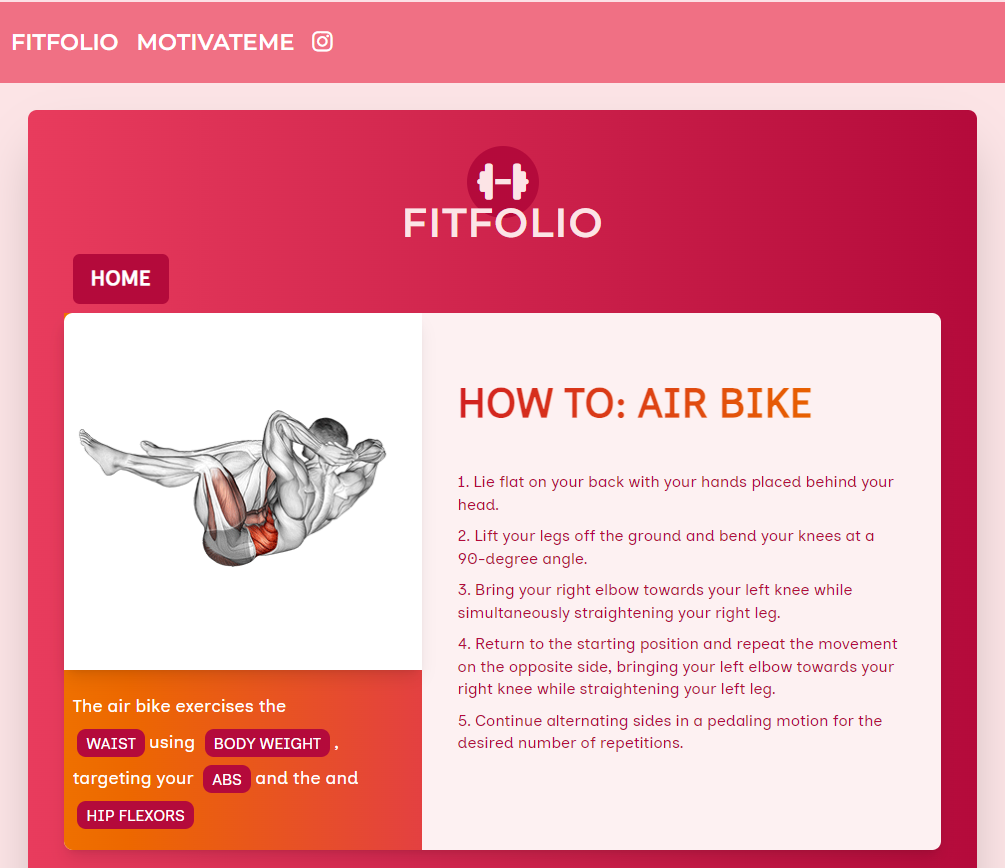 FITFOLIO MOTIVATEME
FITFOLIO
HOME
HOW TO: AIR BIKE
1. Lie flat on your back with your hands placed behind your
head.
2. Lift your legs off the ground and bend your knees at a
90-degree angle.
3. Bring your right elbow towards your left knee while
simultaneously straightening your right leg.
4. Return to the starting position and repeat the movement
on the opposite side, bringing your left elbow towards your
right knee while straightening your left leg.
5. Continue alternating sides in a pedaling motion for the
desired number of repetitions.
The air bike exercises the
WAIST using BODY WEIGHT ,
targeting your ABS and the and
HIP FLEXORS